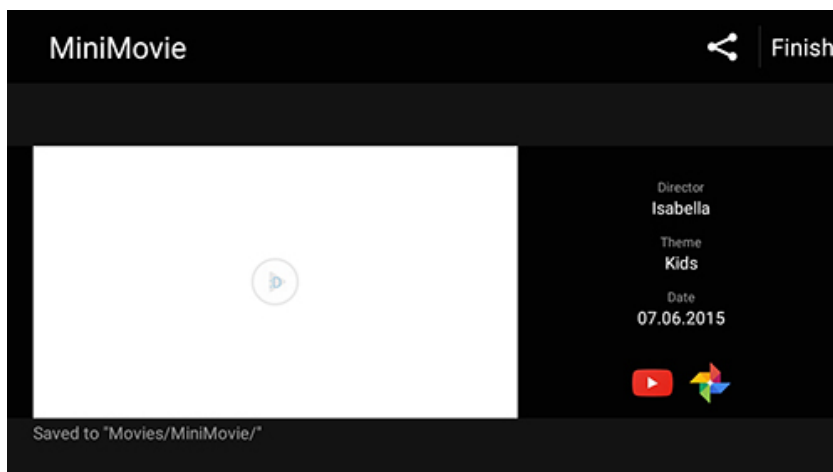 MiniMovie
Finish
Director
Isabella
Theme
Kids
Date
07.06.2015
Saved to "Movies/MiniMovie/"